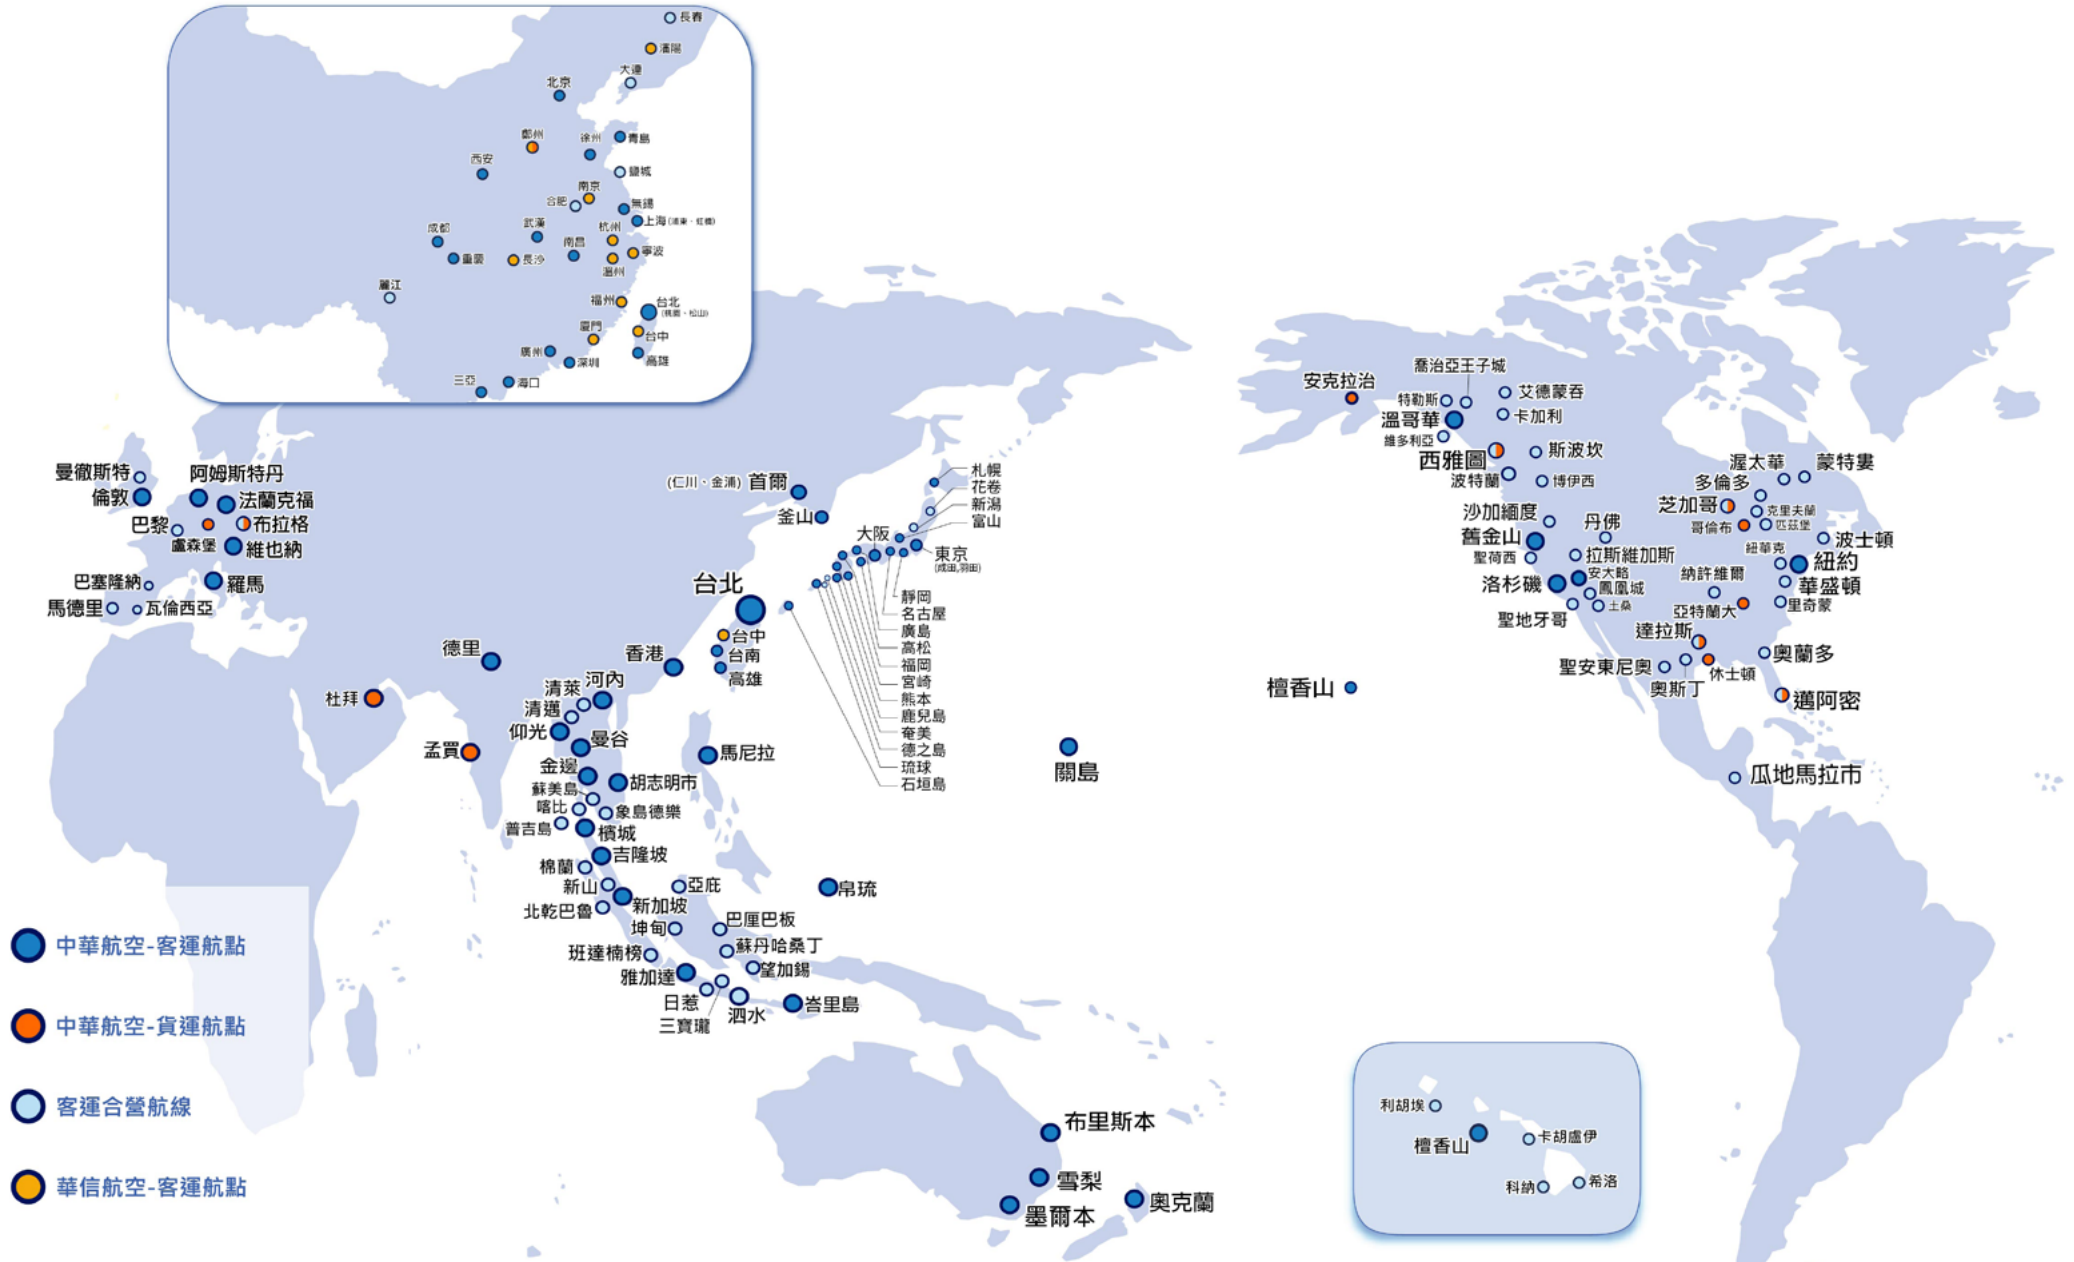 長春
瀋陽
大連
北京
鄭州
徐州
青島
西安
鹽城
南京
合肥
無錫
上海(浦東、虹橋)
成都
武漢
杭州
南昌
寧波
重慶
長沙
溫州
麗江
福州
台北
(桃園、松山)
廈門
台中
廣州
深圳
高雄
三亞
海口
曼徹斯特
倫敦
阿姆斯特丹
法蘭克福
巴黎
布拉格
盧森堡
維也納
巴塞隆納
羅馬
馬德里
瓦倫西亞
(仁川、金浦) 首爾
釜山
札幌
花卷
新潟
富山
大阪
東京
(成田,羽田)
靜岡
名古屋
廣島
高松
福岡
宮崎
熊本
鹿兒島
奄美
德之島
琉球
石垣島
台北
台中
台南
高雄
香港
德里
杜拜
孟買
河內
清萊
清邁
仰光
曼谷
馬尼拉
金邊
胡志明市
蘇美島
喀比
象島德樂
普吉島
檳城
吉隆坡
棉蘭
新山
亞庇
新加坡
北乾巴魯
坤甸
巴厘巴板
班達楠榜
蘇丹哈桑丁
望加錫
雅加達
日惹
三寶瓏
泗水
峇里島
帛琉
關島
布里斯本
雪梨
墨爾本
奧克蘭
安克拉治
喬治亞王子城
特勒斯
艾德蒙吞
溫哥華
卡加利
維多利亞
西雅圖
斯波坎
波特蘭
博伊西
沙加緬度
丹佛
舊金山
聖荷西
拉斯維加斯
洛杉磯
安大略
鳳凰城
土桑
聖地牙哥
渥太華
蒙特婁
多倫多
芝加哥
克里夫蘭
哥倫布
匹茲堡
波士頓
紐華克
紐約
納許維爾
華盛頓
亞特蘭大
里奇蒙
達拉斯
聖安東尼奧
奧斯丁
休士頓
奧蘭多
邁阿密
檀香山
瓜地馬拉市
利胡埃
檀香山
卡胡盧伊
科納
希洛
中華航空-客運航點
中華航空-貨運航點
客運合營航線
華信航空-客運航點